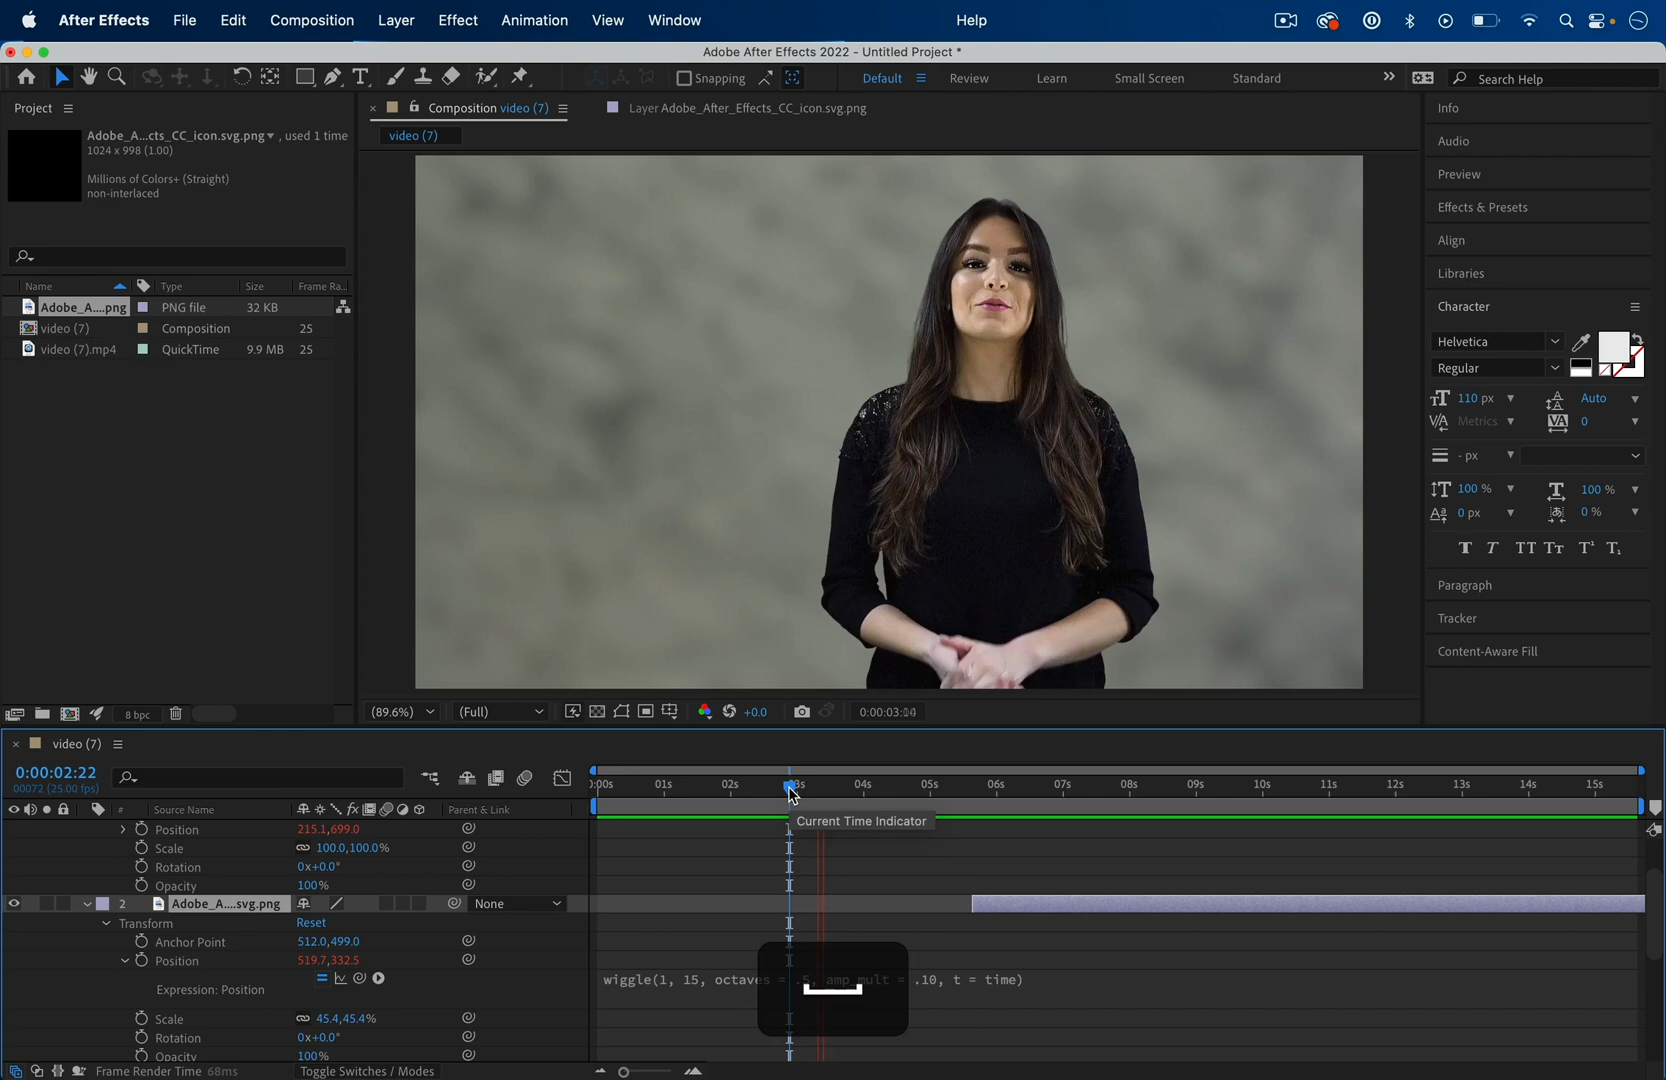 After Effects File Edit Composition Layer Effect Animation View Window Help
Adobe After Effects 2022 - Untitled Project *
Snapping Default Review Learn Small Screen Standard Search Help
Project
Adobe_A...cts_CC_icon.svg.png , used 1 time
1024 x 998 (1.00)
Millions of Colors+ (Straight)
non-interlaced
Name Type Size Frame Ra...
Adobe_A....png PNG file 32 KB
video (7) Composition 25
video (7).mp4 QuickTime 9.9 MB 25
8 bpc
Composition video (7) Layer Adobe_After_Effects_CC_icon.svg.png
video (7)
(89.6%) (Full) +0.0
Info
Audio
Preview
Effects & Presets
Align
Libraries
Character
Helvetica
Regular
110 px Auto
Metrics 0
- px
100 % 100 %
0 px 0 %
T T TT Tт T¹ T₁
Paragraph
Tracker
Content-Aware Fill
video (7)
0:00:02:22
00072 (25.00 fps)
:00s 01s 02s 03s 04s 05s 06s 07s 08s 09s 10s 11s 12s 13s 14s 15s
# Source Name Parent & Link
Current Time Indicator
Position 215.1,699.0
Scale 100.0,100.0%
Rotation 0x+0.0°
Opacity 100%
2 Adobe_A....svg.png None
Transform Reset
Anchor Point 512.0,499.0
Position 519.7,332.5
Expression: Position wiggle(1, 15, octaves = .5, amp_mult = .10, t = time)
Scale 45.4,45.4%
Rotation 0x+0.0°
Opacity 100%
Frame Render Time 68ms Toggle Switches / Modes